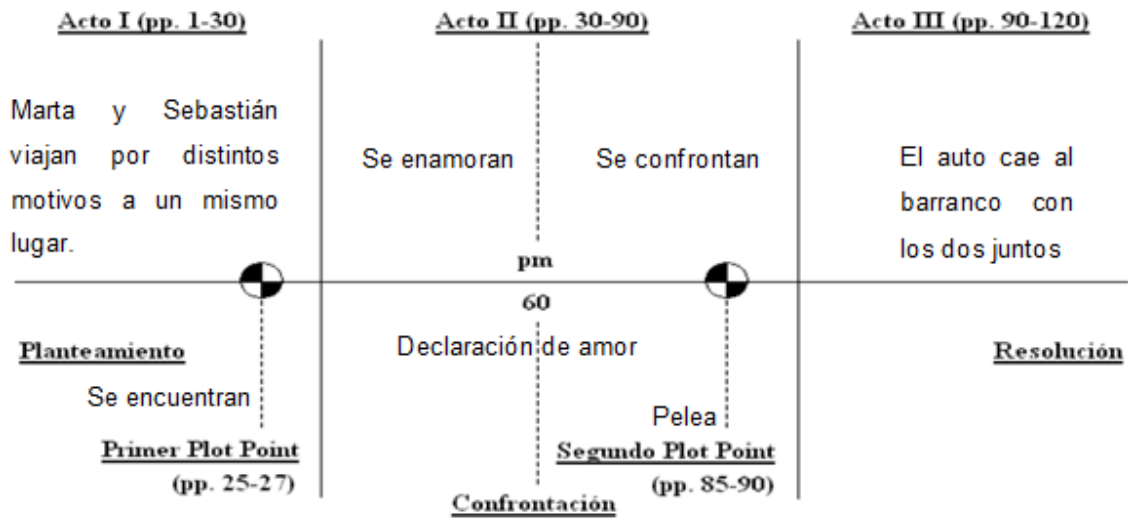 Acto I (pp. 1-30)
Acto II (pp. 30-90)
Acto III (pp. 90-120)
Marta y Sebastián
viajan por distintos
motivos a un mismo
lugar.
Se enamoran
Se confrontan
El auto cae al
barranco con
los dos juntos
pm
60
Planteamiento
Declaración de amor
Resolución
Se encuentran
Pelea
Primer Plot Point
(pp. 25-27)
Segundo Plot Point
(pp. 85-90)
Confrontación